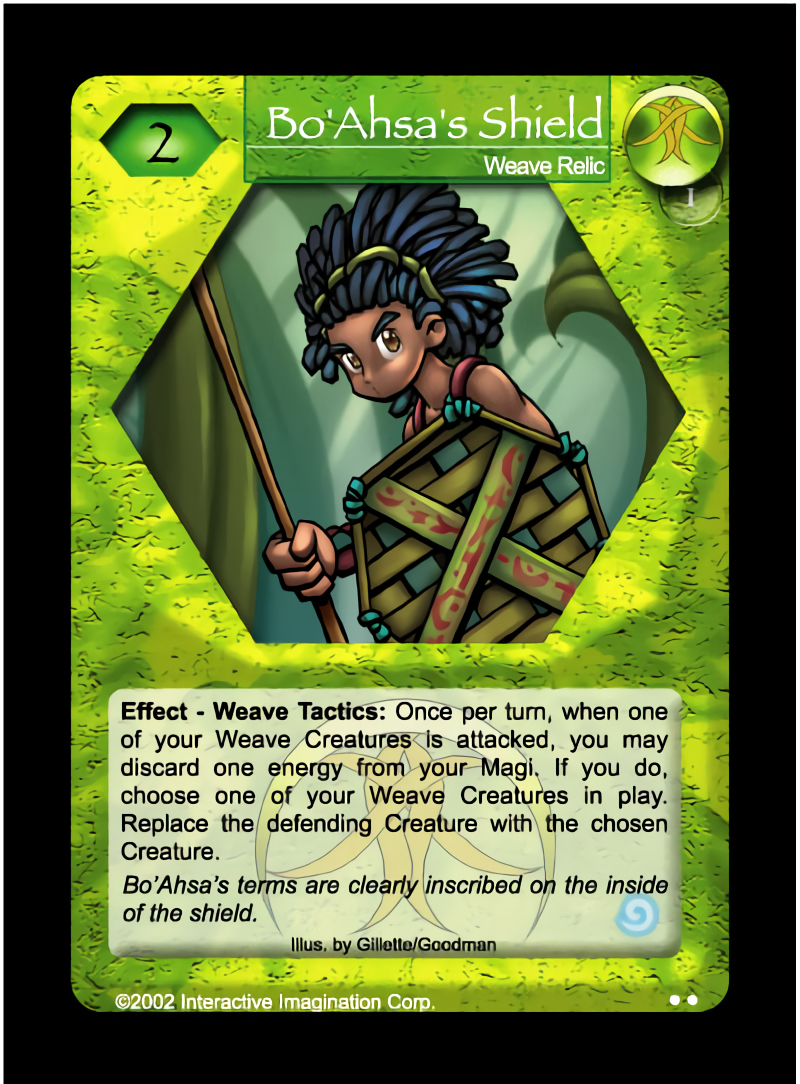 2
Bo'Ahsa's Shield
Weave Relic
I
Effect - Weave Tactics: Once per turn, when one
of your Weave Creatures is attacked, you may
discard one energy from your Magi. If you do,
choose one of your Weave Creatures in play.
Replace the defending Creature with the chosen
Creature.
Bo'Ahsa's terms are clearly inscribed on the inside
of the shield.
Illus. by Gillette/Goodman
©2002 Interactive Imagination Corp.